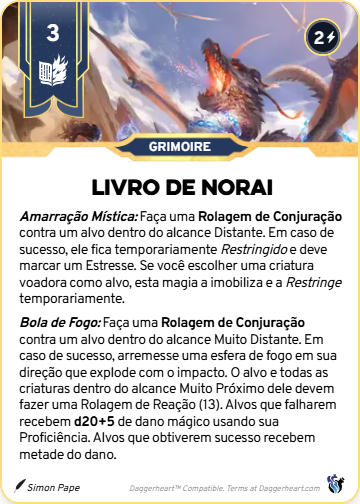 3
2
GRIMOIRE
LIVRO DE NORAI
Amarração Mística: Faça uma Rolagem de Conjuração
contra um alvo dentro do alcance Distante. Em caso de
sucesso, ele fica temporariamente Restringido e deve
marcar um Estresse. Se você escolher uma criatura
voadora como alvo, esta magia a imobiliza e a Restringe
temporariamente.
Bola de Fogo: Faça uma Rolagem de Conjuração
contra um alvo dentro do alcance Muito Distante. Em
caso de sucesso, arremesse uma esfera de fogo em sua
direção que explode com o impacto. O alvo e todas as
criaturas dentro do alcance Muito Próximo dele devem
fazer uma Rolagem de Reação (13). Alvos que falharem
recebem d20+5 de dano mágico usando sua
Proficiência. Alvos que obtiverem sucesso recebem
metade do dano.
Simon Pape
Daggerheart™ Compatible. Terms at Daggerheart.com